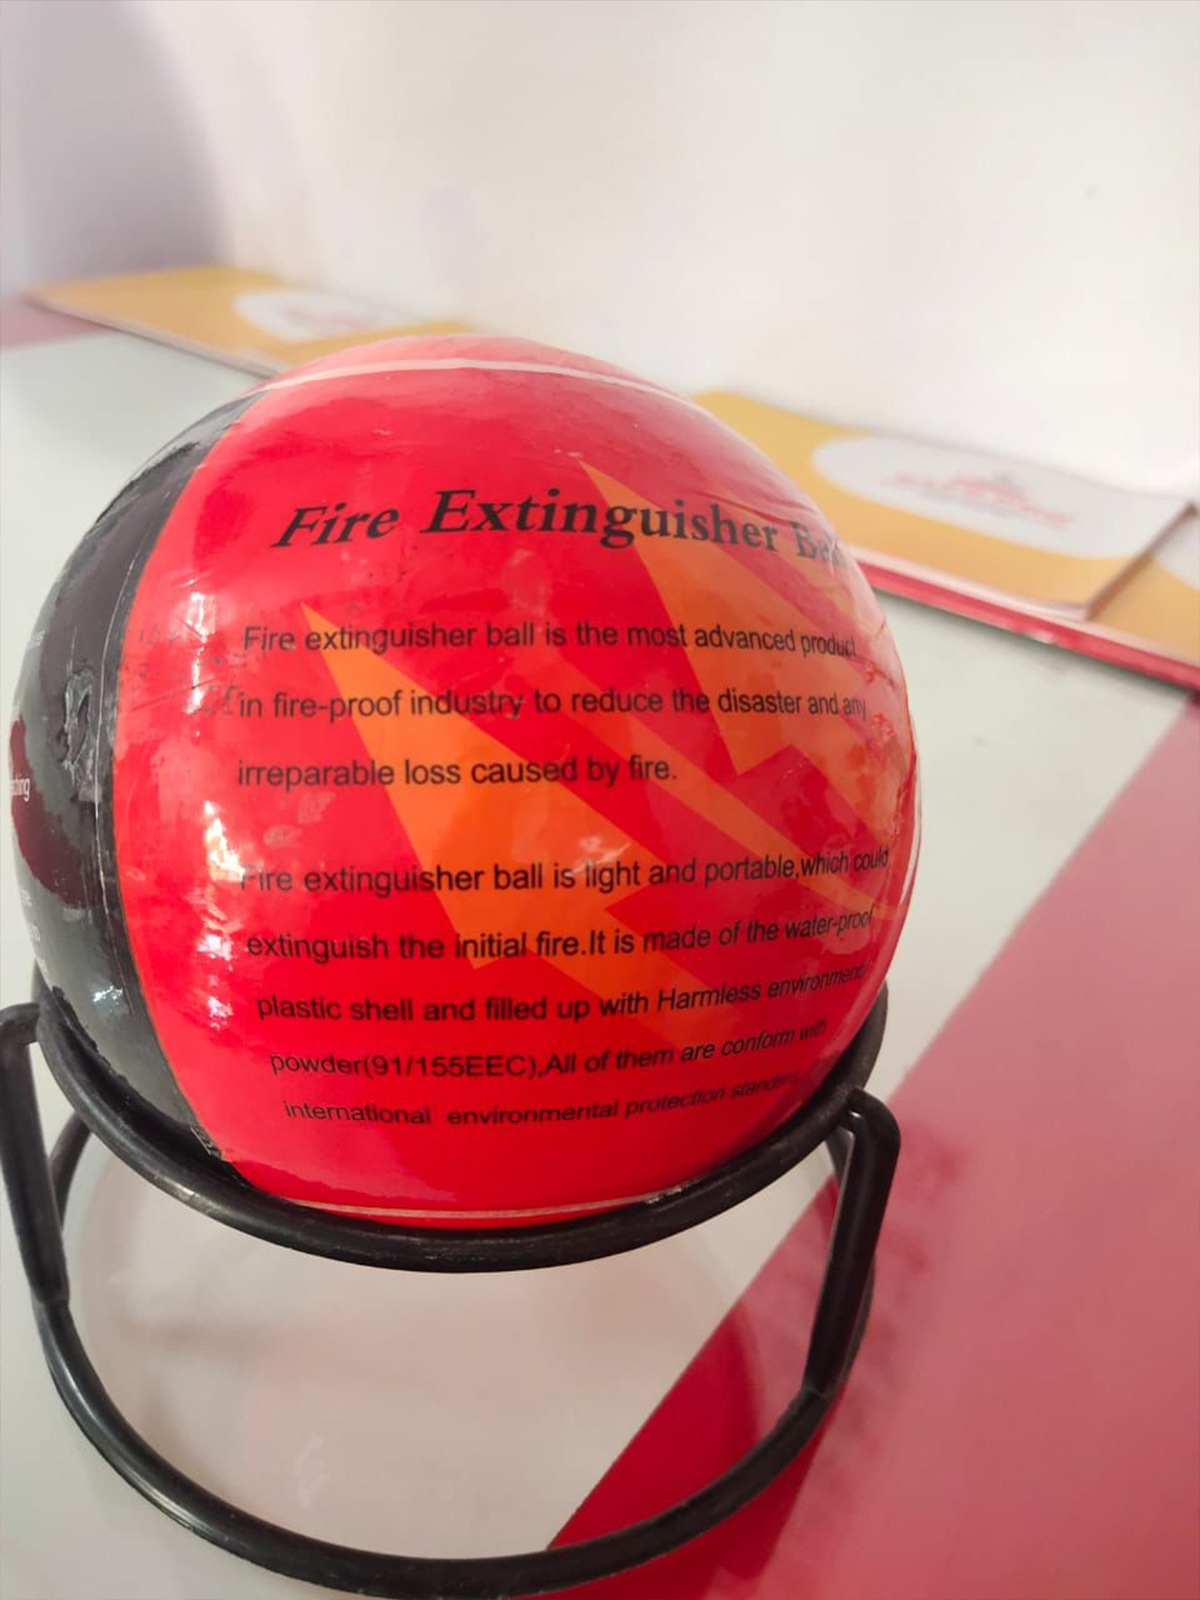 Fire Extinguisher Ball
Fire extinguisher ball is the most advanced product
in fire-proof industry to reduce the disaster and any
irreparable loss caused by fire.
Fire extinguisher ball is light and portable,which could
extinguish the initial fire.It is made of the water-proof
plastic shell and filled up with Harmless environment
powder(91/155EEC),All of them are conform with
international environmental protection